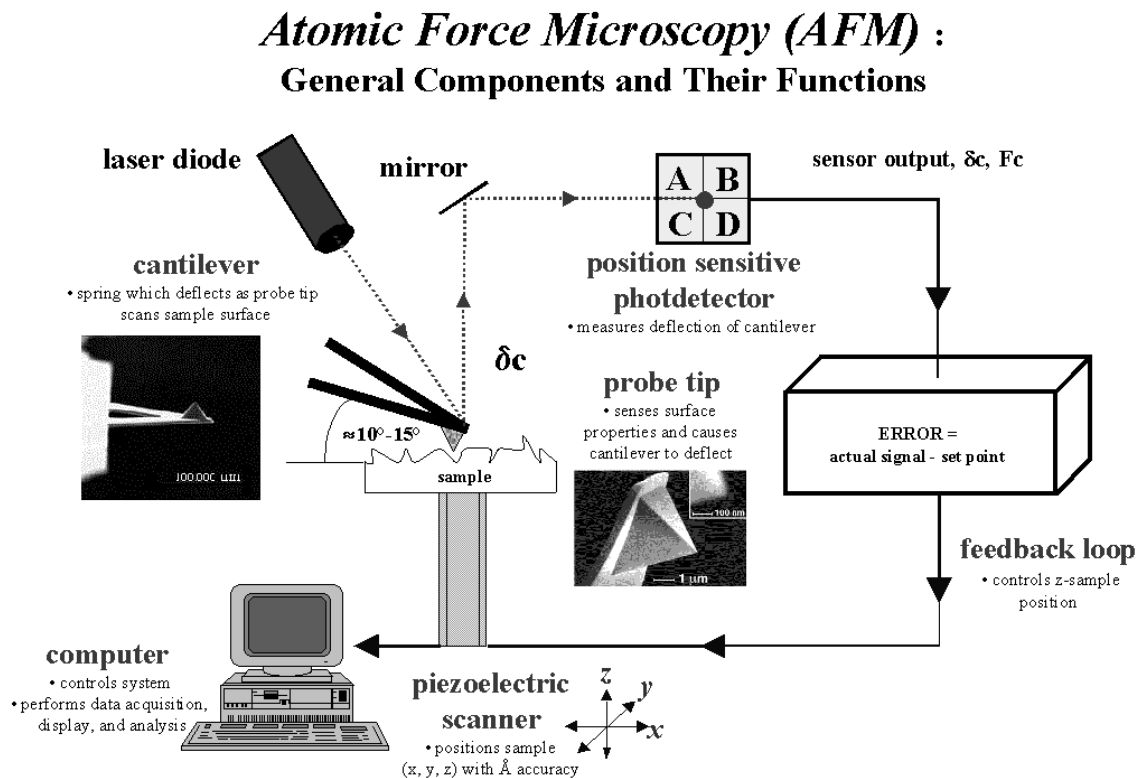 Atomic Force Microscopy (AFM) :
General Components and Their Functions
laser diode
mirror
A B
C D
sensor output, δc, Fc
cantilever
• spring which deflects as probe tip
scans sample surface
100.000 μm
position sensitive
photdetector
• measures deflection of cantilever
δc
≈10°-15°
sample
probe tip
• senses surface
properties and causes
cantilever to deflect
100 nm
1 μm
ERROR =
actual signal - set point
feedback loop
• controls z-sample
position
computer
• controls system
• performs data acquisition,
display, and analysis
piezoelectric
scanner
• positions sample
(x, y, z) with Å accuracy
z
y
x